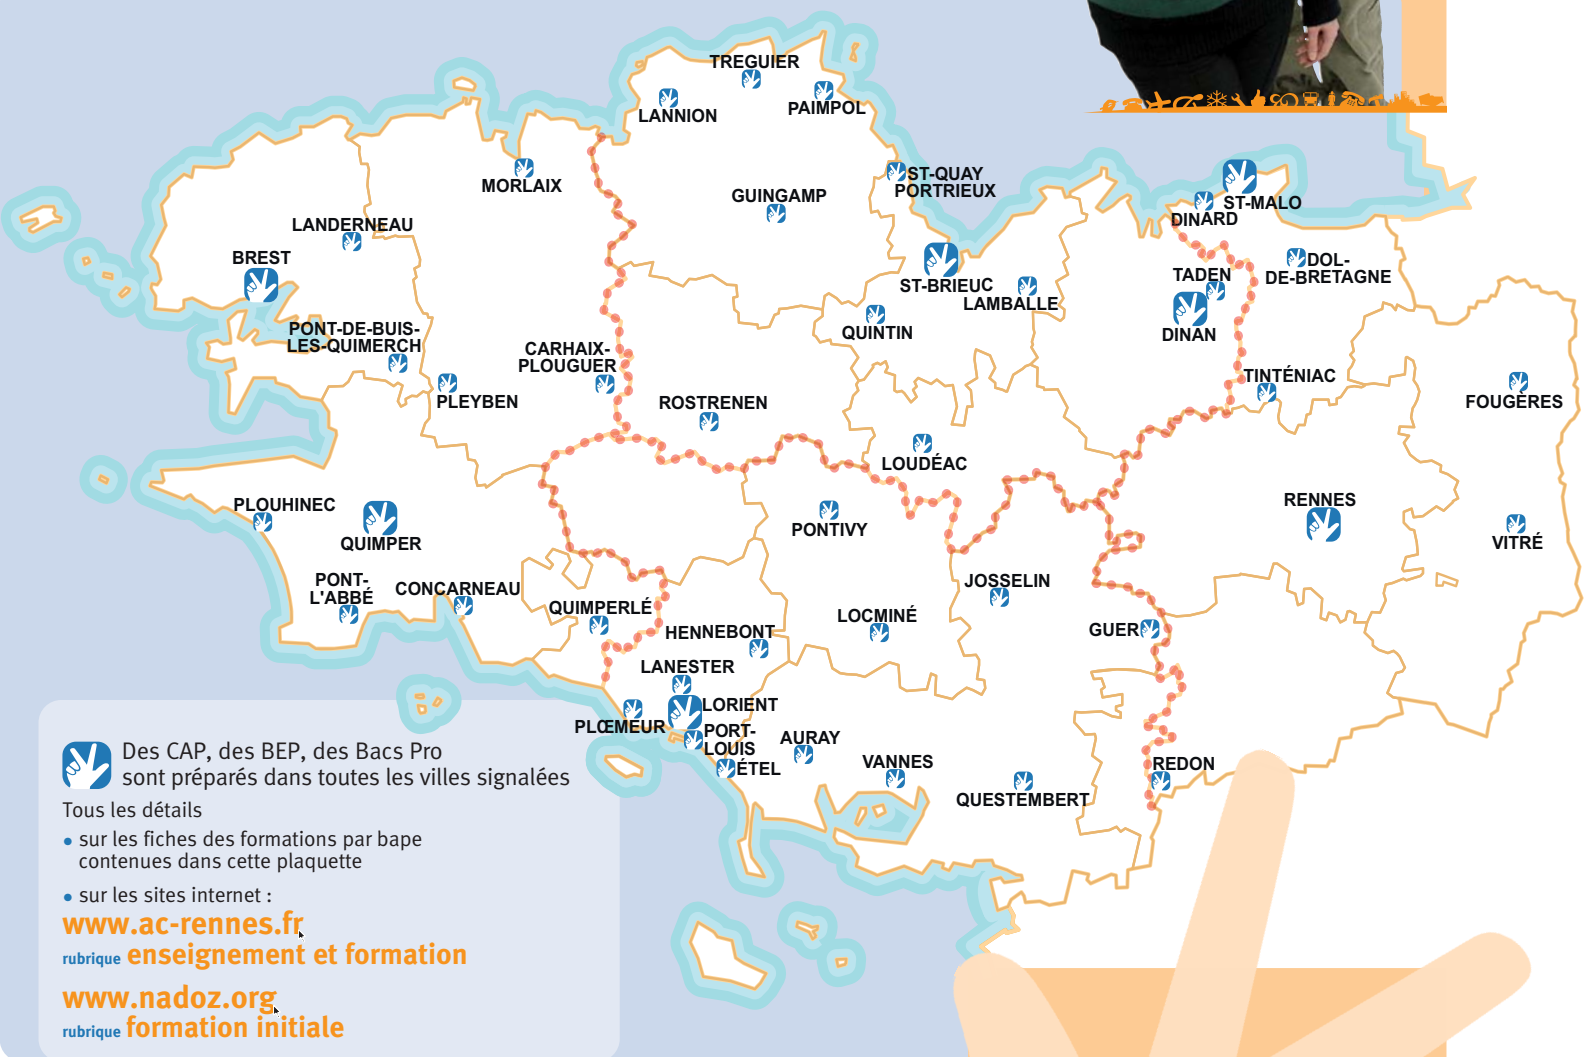 TREGUIER
LANNION
PAIMPOL
MORLAIX
ST-QUAY
PORTRIEUX
GUINGAMP
ST-MALO
DINARD
LANDERNEAU
BREST
DOL-
DE-BRETAGNE
TADEN
ST-BRIEUC
LAMBALLE
QUINTIN
DINAN
PONT-DE-BUIS-
LES-QUIMERCH
CARHAIX-
PLOUGUER
PLEYBEN
ROSTRENEN
TINTÉNIAC
FOUGÈRES
LOUDÉAC
PLOUHINEC
QUIMPER
PONTIVY
RENNES
VITRÉ
PONT-
L'ABBÉ
CONCARNEAU
QUIMPERLÉ
JOSSELIN
LOCMINÉ
GUER
HENNEBONT
LANESTER
LORIENT
PLŒMEUR
PORT-
LOUIS
ÉTEL
AURAY
VANNES
QUESTEMBERT
REDON
Des CAP, des BEP, des Bacs Pro
sont préparés dans toutes les villes signalées
Tous les détails
• sur les fiches des formations par bape
contenues dans cette plaquette
• sur les sites internet :
www.ac-rennes.fr
rubrique enseignement et formation
www.nadoz.org
rubrique formation initiale